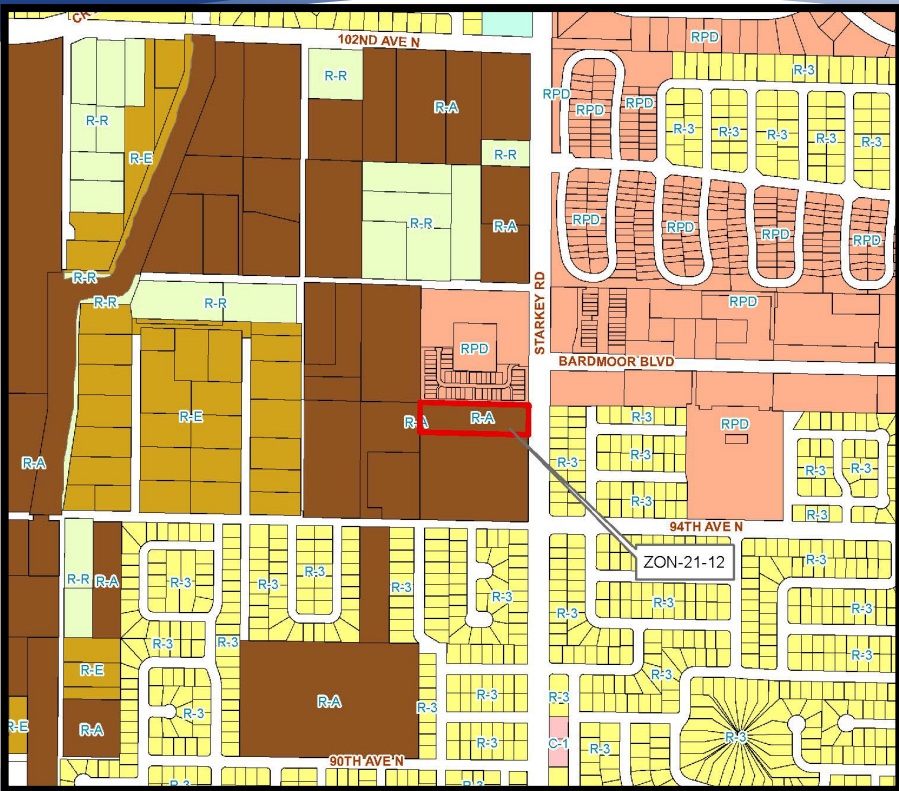 CR
102ND AVE N
RPD
R-3
R-R
R-A
RPD
RPD
RPD
R-R
R-E
R-3
R-3
R-3
R-3
R-3
R-R
R-R
R-A
RPD
RPD
RPD
RPD
R-R
R-R
R-R
RPD
STARKEY RD
RPD
BARDMOOR BLVD
R-E
R-A
R-A
R-3
RPD
R-A
R-3
R-3
R-3
R-3
R-3
R-3
94TH AVE N
ZON-21-12
R-R
R-A
R-3
R-3
R-3
R-3
R-3
R-3
R-3
R-3
R-3
R-3
R-3
R-3
R-E
R-3
R-A
R-3
R-3
R-3
R-E
R-A
R-3
R-3
C-1
R-3
R-3
90TH AVE N
R-3
R-3